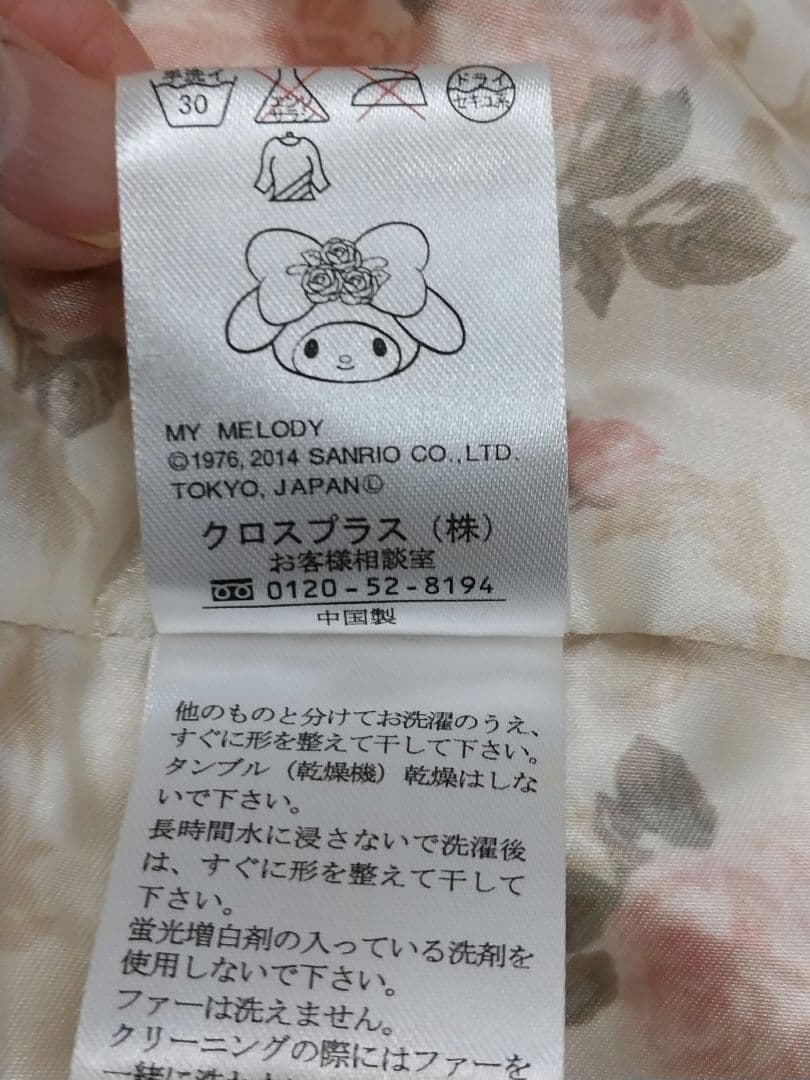 手洗イ
30
エンソ
サラシ
ドライ
セキユ系
MY MELODY
©1976, 2014 SANRIO CO.,LTD.
TOKYO, JAPANⓁ
クロスプラス（株）
お客様相談室
0120-52-8194
中国製
他のものと分けてお洗濯のうえ、
すぐに形を整えて干して下さい。
タンブル（乾燥機）乾燥はしな
いで下さい。
長時間水に浸さないで洗濯後
は、すぐに形を整えて干して
下さい。
蛍光増白剤の入っている洗剤を
使用しないで下さい。
ファーは洗えません。
クリーニングの際にはファーを
一緒に洗わ